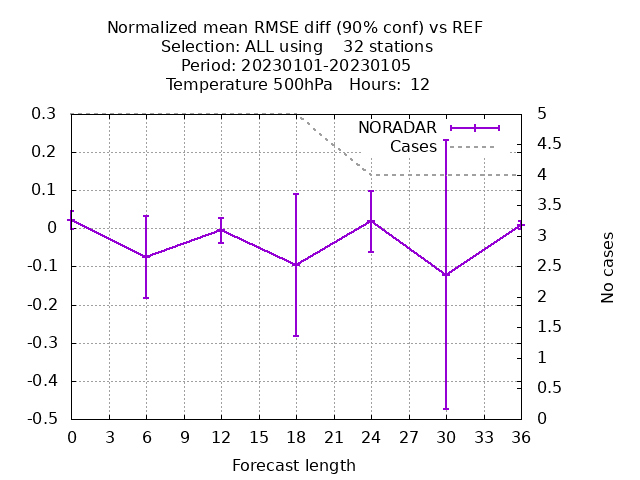 Normalized mean RMSE diff (90% conf) vs REF
Selection: ALL using    32 stations
Period: 20230101-20230105
Temperature 500hPa   Hours:  12
NORADAR
Cases
0.3
0.2
0.1
0
-0.1
-0.2
-0.3
-0.4
-0.5
5
4.5
4
3.5
3
2.5
2
1.5
1
0.5
0
No cases
0 3 6 9 12 15 18 21 24 27 30 33 36
Forecast length